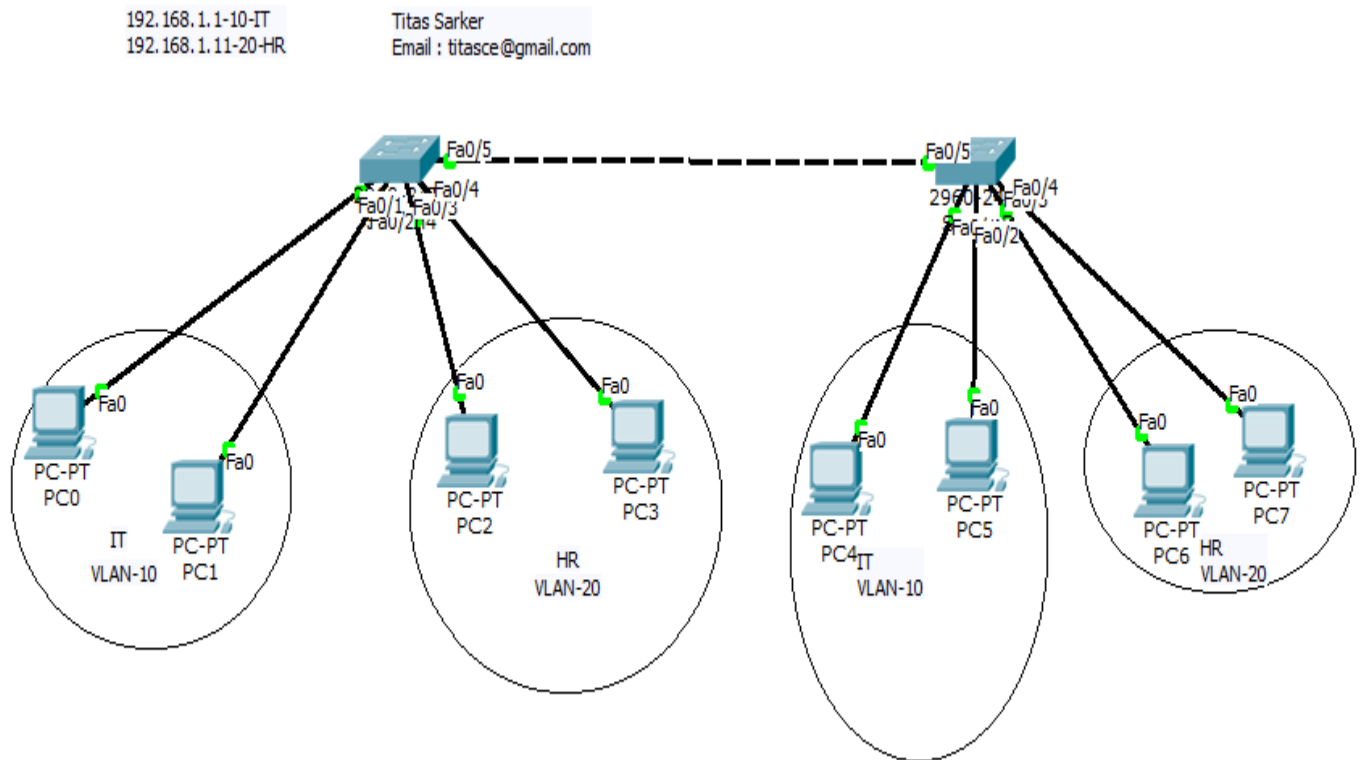 192.168.1.1-10-IT
192.168.1.11-20-HR
Titas Sarker
Email : titasce@gmail.com
Fa0/5
Fa0/4
Fa0/1
Fa0/3
Fa0/2
Fa0/5
Fa0/4
Fa0/3
Fa0/2
Fa0
PC-PT
PC0
Fa0
PC-PT
PC1
IT
VLAN-10
Fa0
PC-PT
PC2
Fa0
PC-PT
PC3
HR
VLAN-20
Fa0
PC-PT
PC4
Fa0
PC-PT
PC5
IT
VLAN-10
Fa0
PC-PT
PC6
Fa0
PC-PT
PC7
HR
VLAN-20